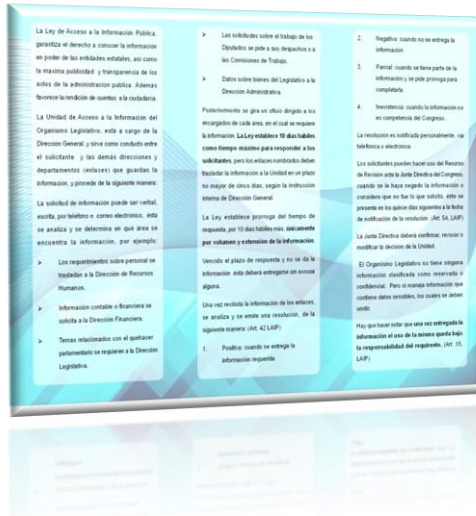 La Ley de Acceso a la Información Pública,
garantiza el derecho a conocer la información
en poder de las entidades estatales, así como
la maxima publicidad y transparencia de los
actos de la administracion publica. Además
favorece la rendición de cuentas a la ciudadanía.
La Unidad de Acceso a la Información del
Organismo Legislativo, está a cargo de la
Dirección General, y sirve como conducto entre
el solicitante y las demás direcciones y
departamentos (enlaces) que guardan la
información, y procede de la siguiente manera:
La solicitud de información puede ser verbal,
escrita, por teléfono o correo electrónico, ésta
se analiza y se determina en qué área se
encuentra la información, por ejemplo:
➤ Los requerimientos sobre personal se
trasladan a la Dirección de Recursos
Humanos.
➤ Información contable o financiera se
solicita a la Dirección Financiera.
➤ Temas relacionados con el quehacer
parlamentario se requieren a la Dirección
Legislativa.
➤ Las solicitudes sobre el trabajo de los
Diputados se pide a sus despachos o a
las Comisiones de Trabajo.
➤ Datos sobre bienes del Legislativo a la
Dirección Administrativa.
Posteriormente se gira un oficio dirigido a los
encargados de cada área, en el cual se requiere
la información. La Ley establece 10 días hábiles
como tiempo máximo para responder a los
solicitantes, pero los enlaces nombrados deben
trasladar la información a la Unidad en un plazo
no mayor de cinco días, según la instrucción
interna de Dirección General.
La Ley establece prorroga del tiempo de
respuesta, por 10 días hábiles mas, únicamente
por volumen y extensión de la información.
Vencido el plazo de respuesta y no se da la
información ésta deberá entregarse sin excusa
alguna.
Una vez recibida la información de los enlaces,
se analiza y se emite una resolución, de la
siguiente manera: (Art. 42 LAIP)
1. Positiva: cuando se entrega la
información requerida
2. Negativa: cuando no se entrega la
información
3. Parcial: cuando se tiene parte de la
información y se pide prórroga para
completarla.
4. Inexistencia: cuando la información no
es competencia del Congreso.
La resolución es notificada personalmente, vía
telefónica o electrónica.
Los solicitantes pueden hacer uso del Recurso
de Revisión ante la Junta Directiva del Congreso,
cuando se le haya negado la información o
considere que no fue lo que solicitó, éste se
presenta en los quince días siguientes a la fecha
de notificación de la resolución. (Art. 54, LAIP)
La Junta Directiva deberá confirmar, revocar o
modificar la decisión de la Unidad.
El Organismo Legislativo no tiene ninguna
información clasificada como reservada o
confidencial. Pero si maneja información que
contiene datos sensibles, los cuales se deben
omitir.
Hay que hacer notar que una vez entregada la
información el uso de la misma queda bajo
la responsabilidad del requirente. (Art. 15,
LAIP)